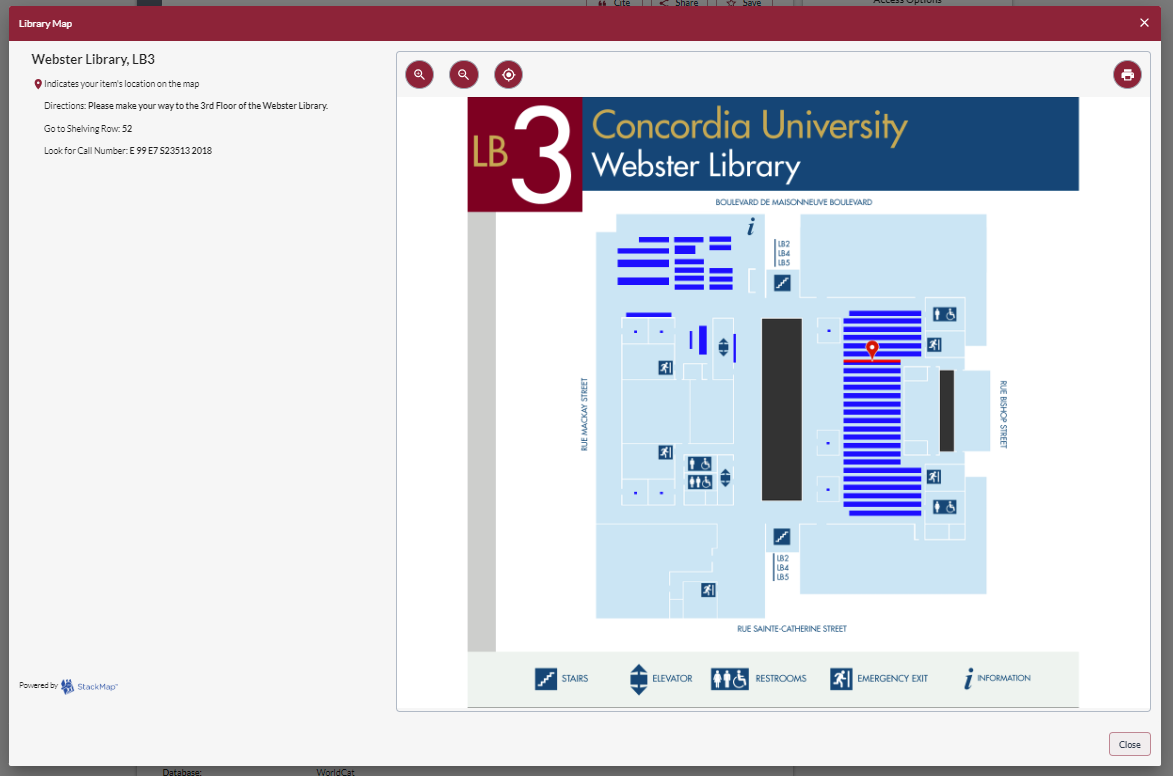 Cite
Share
Save
Access Options
Library Map
Webster Library, LB3
Indicates your item's location on the map
Directions: Please make your way to the 3rd Floor of the Webster Library.
Go to Shelving Row: 52
Look for Call Number: E 99 E7 S23513 2018
LB 3
Concordia University
Webster Library
BOULEVARD DE MAISONNEUVE BOULEVARD
i
LB2
LB4
LB5
RUE MACKAY STREET
RUE BISHOP STREET
LB2
LB4
LB5
RUE SAINTE-CATHERINE STREET
STAIRS
ELEVATOR
RESTROOMS
EMERGENCY EXIT
i INFORMATION
Powered by StackMap
Close
Database:
WorldCat